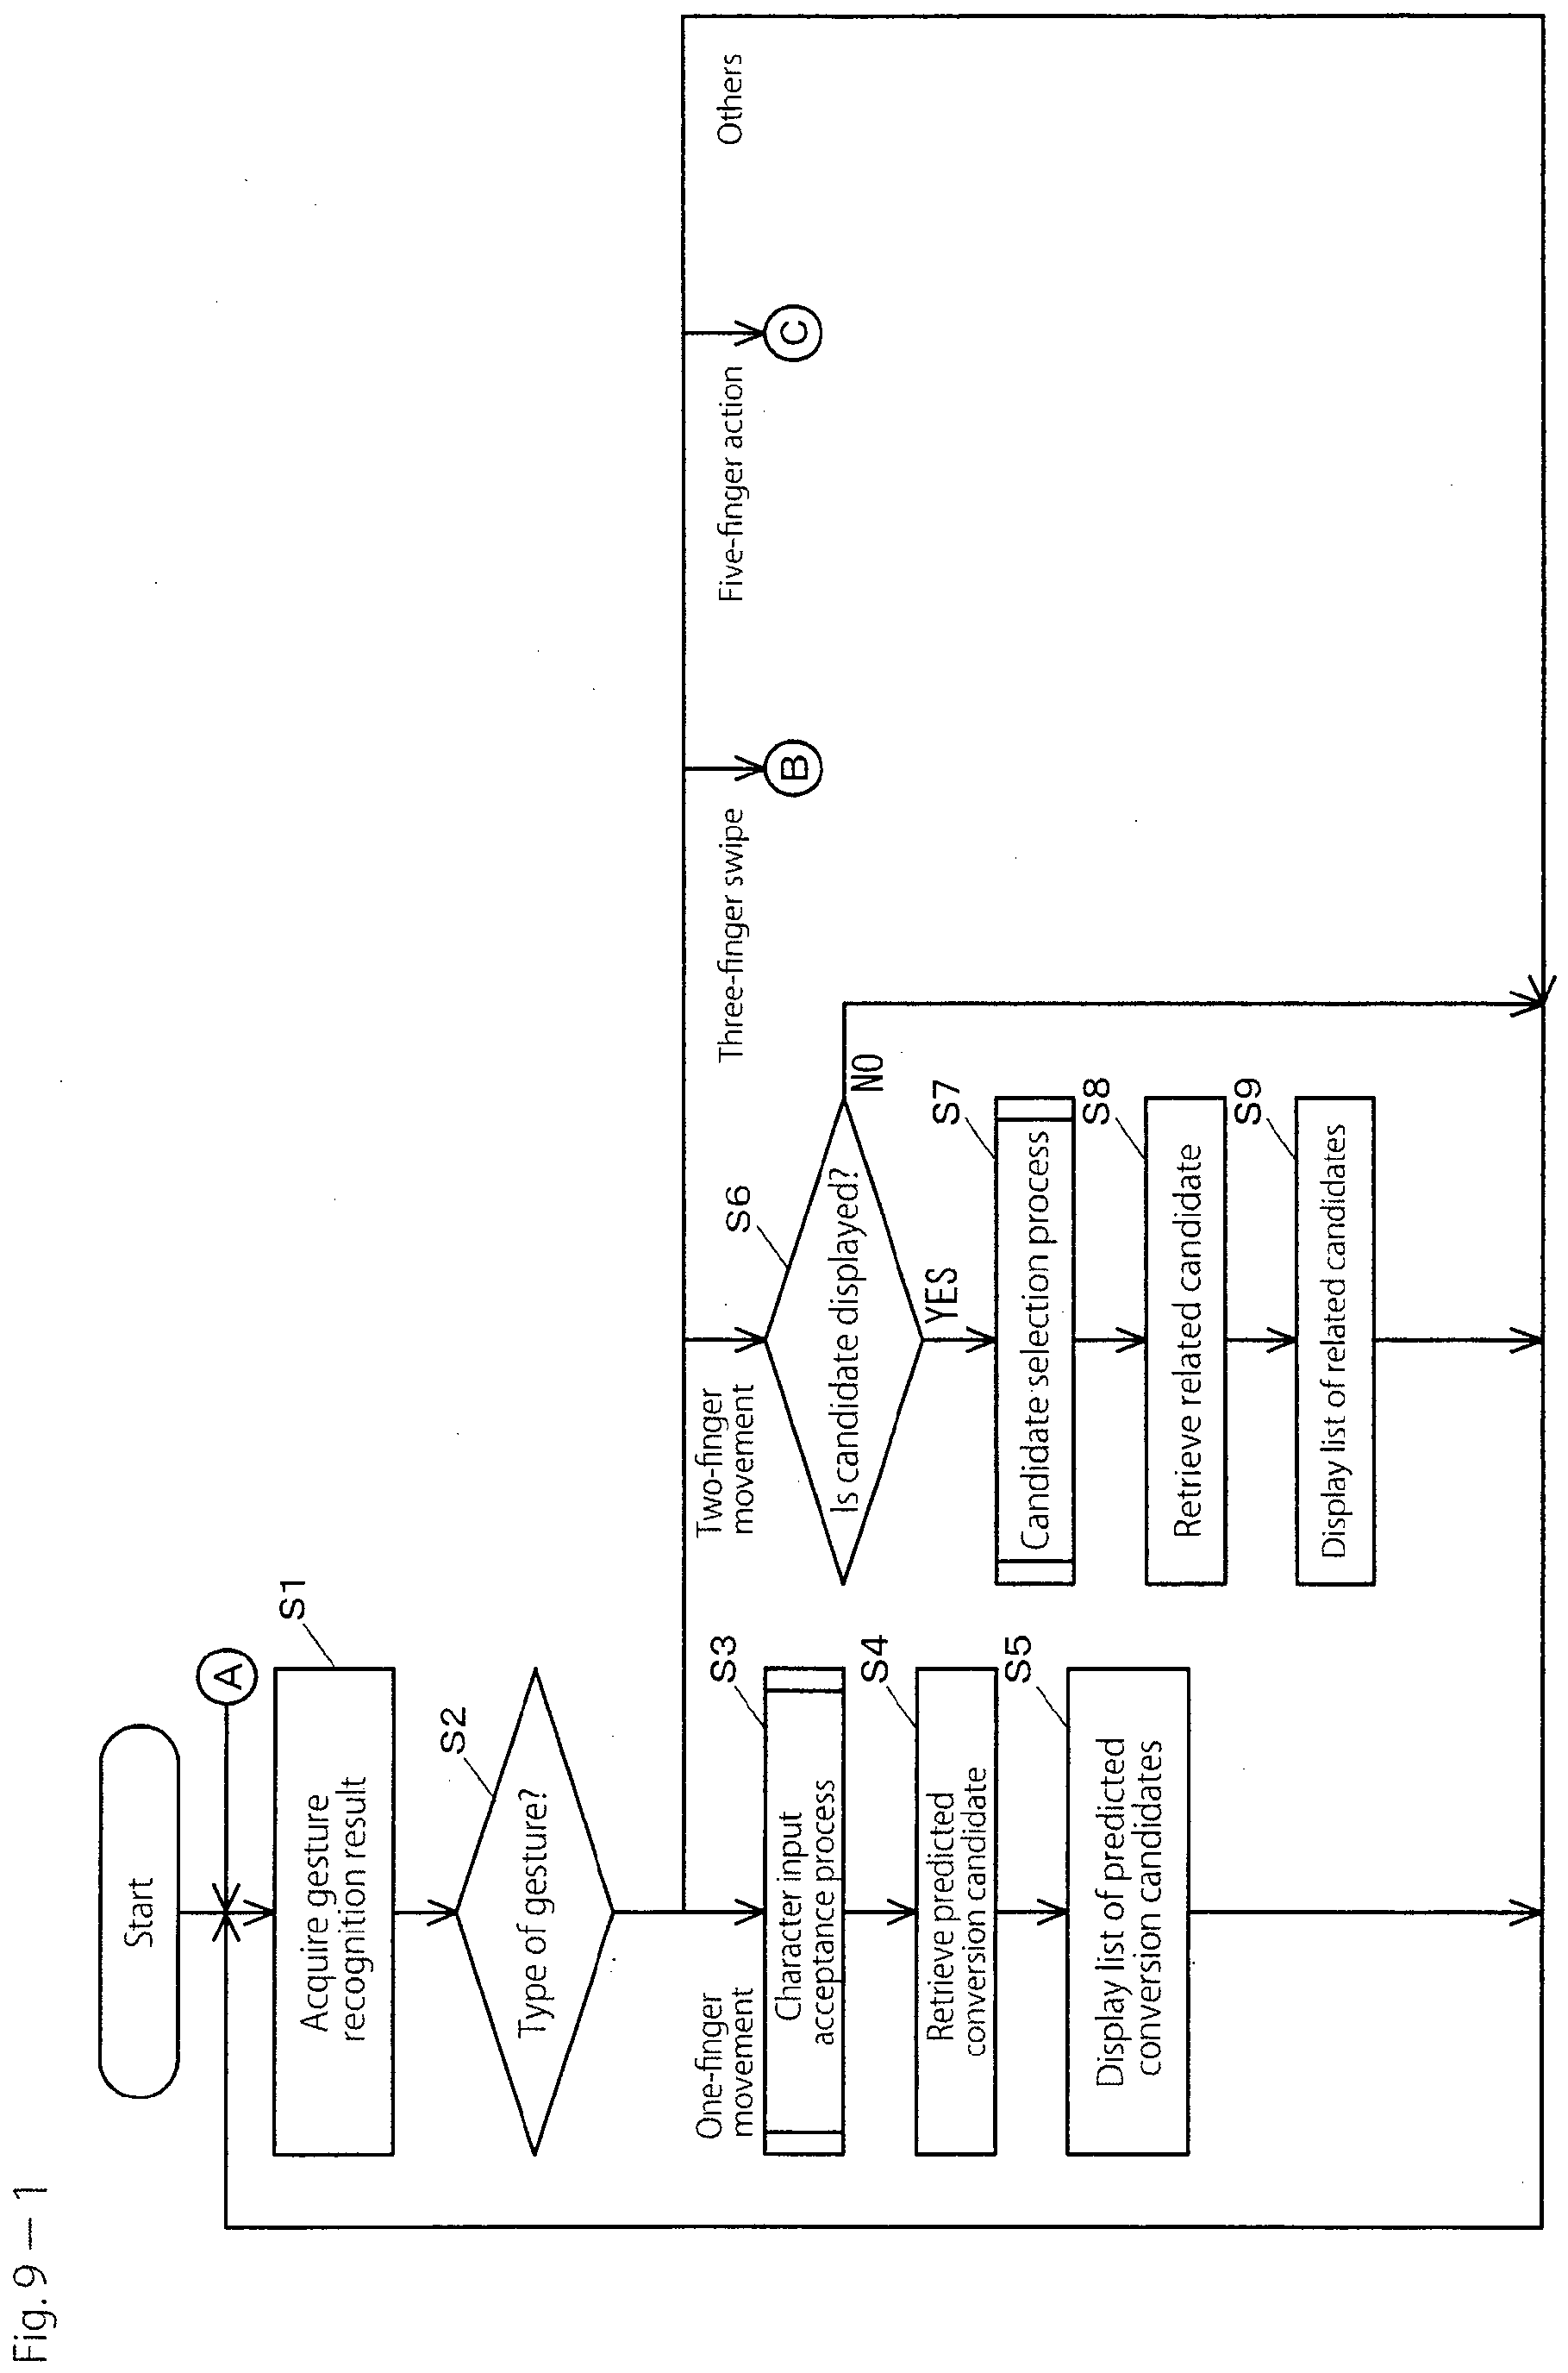 Fig. 9-1
Start
A
Acquire gesture
recognition result
S1
Type of gesture?
S2
One-finger
movement
Two-finger
movement
Three-finger swipe
Five-finger action
Others
Character input
acceptance process
S3
Is candidate displayed?
S6
B
C
NO
YES
Retrieve predicted
conversion candidate
S4
Candidate selection process
S7
Display list of predicted
conversion candidates
S5
Retrieve related candidate
S8
Display list of related candidates
S9